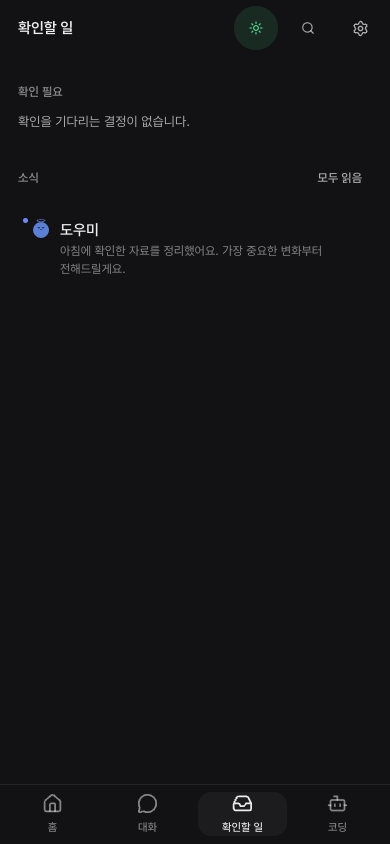 확인할 일
확인 필요
확인을 기다리는 결정이 없습니다.
소식
모두 읽음
도우미
아침에 확인한 자료를 정리했어요. 가장 중요한 변화부터
전해드릴게요.
홈
대화
확인할 일
코딩